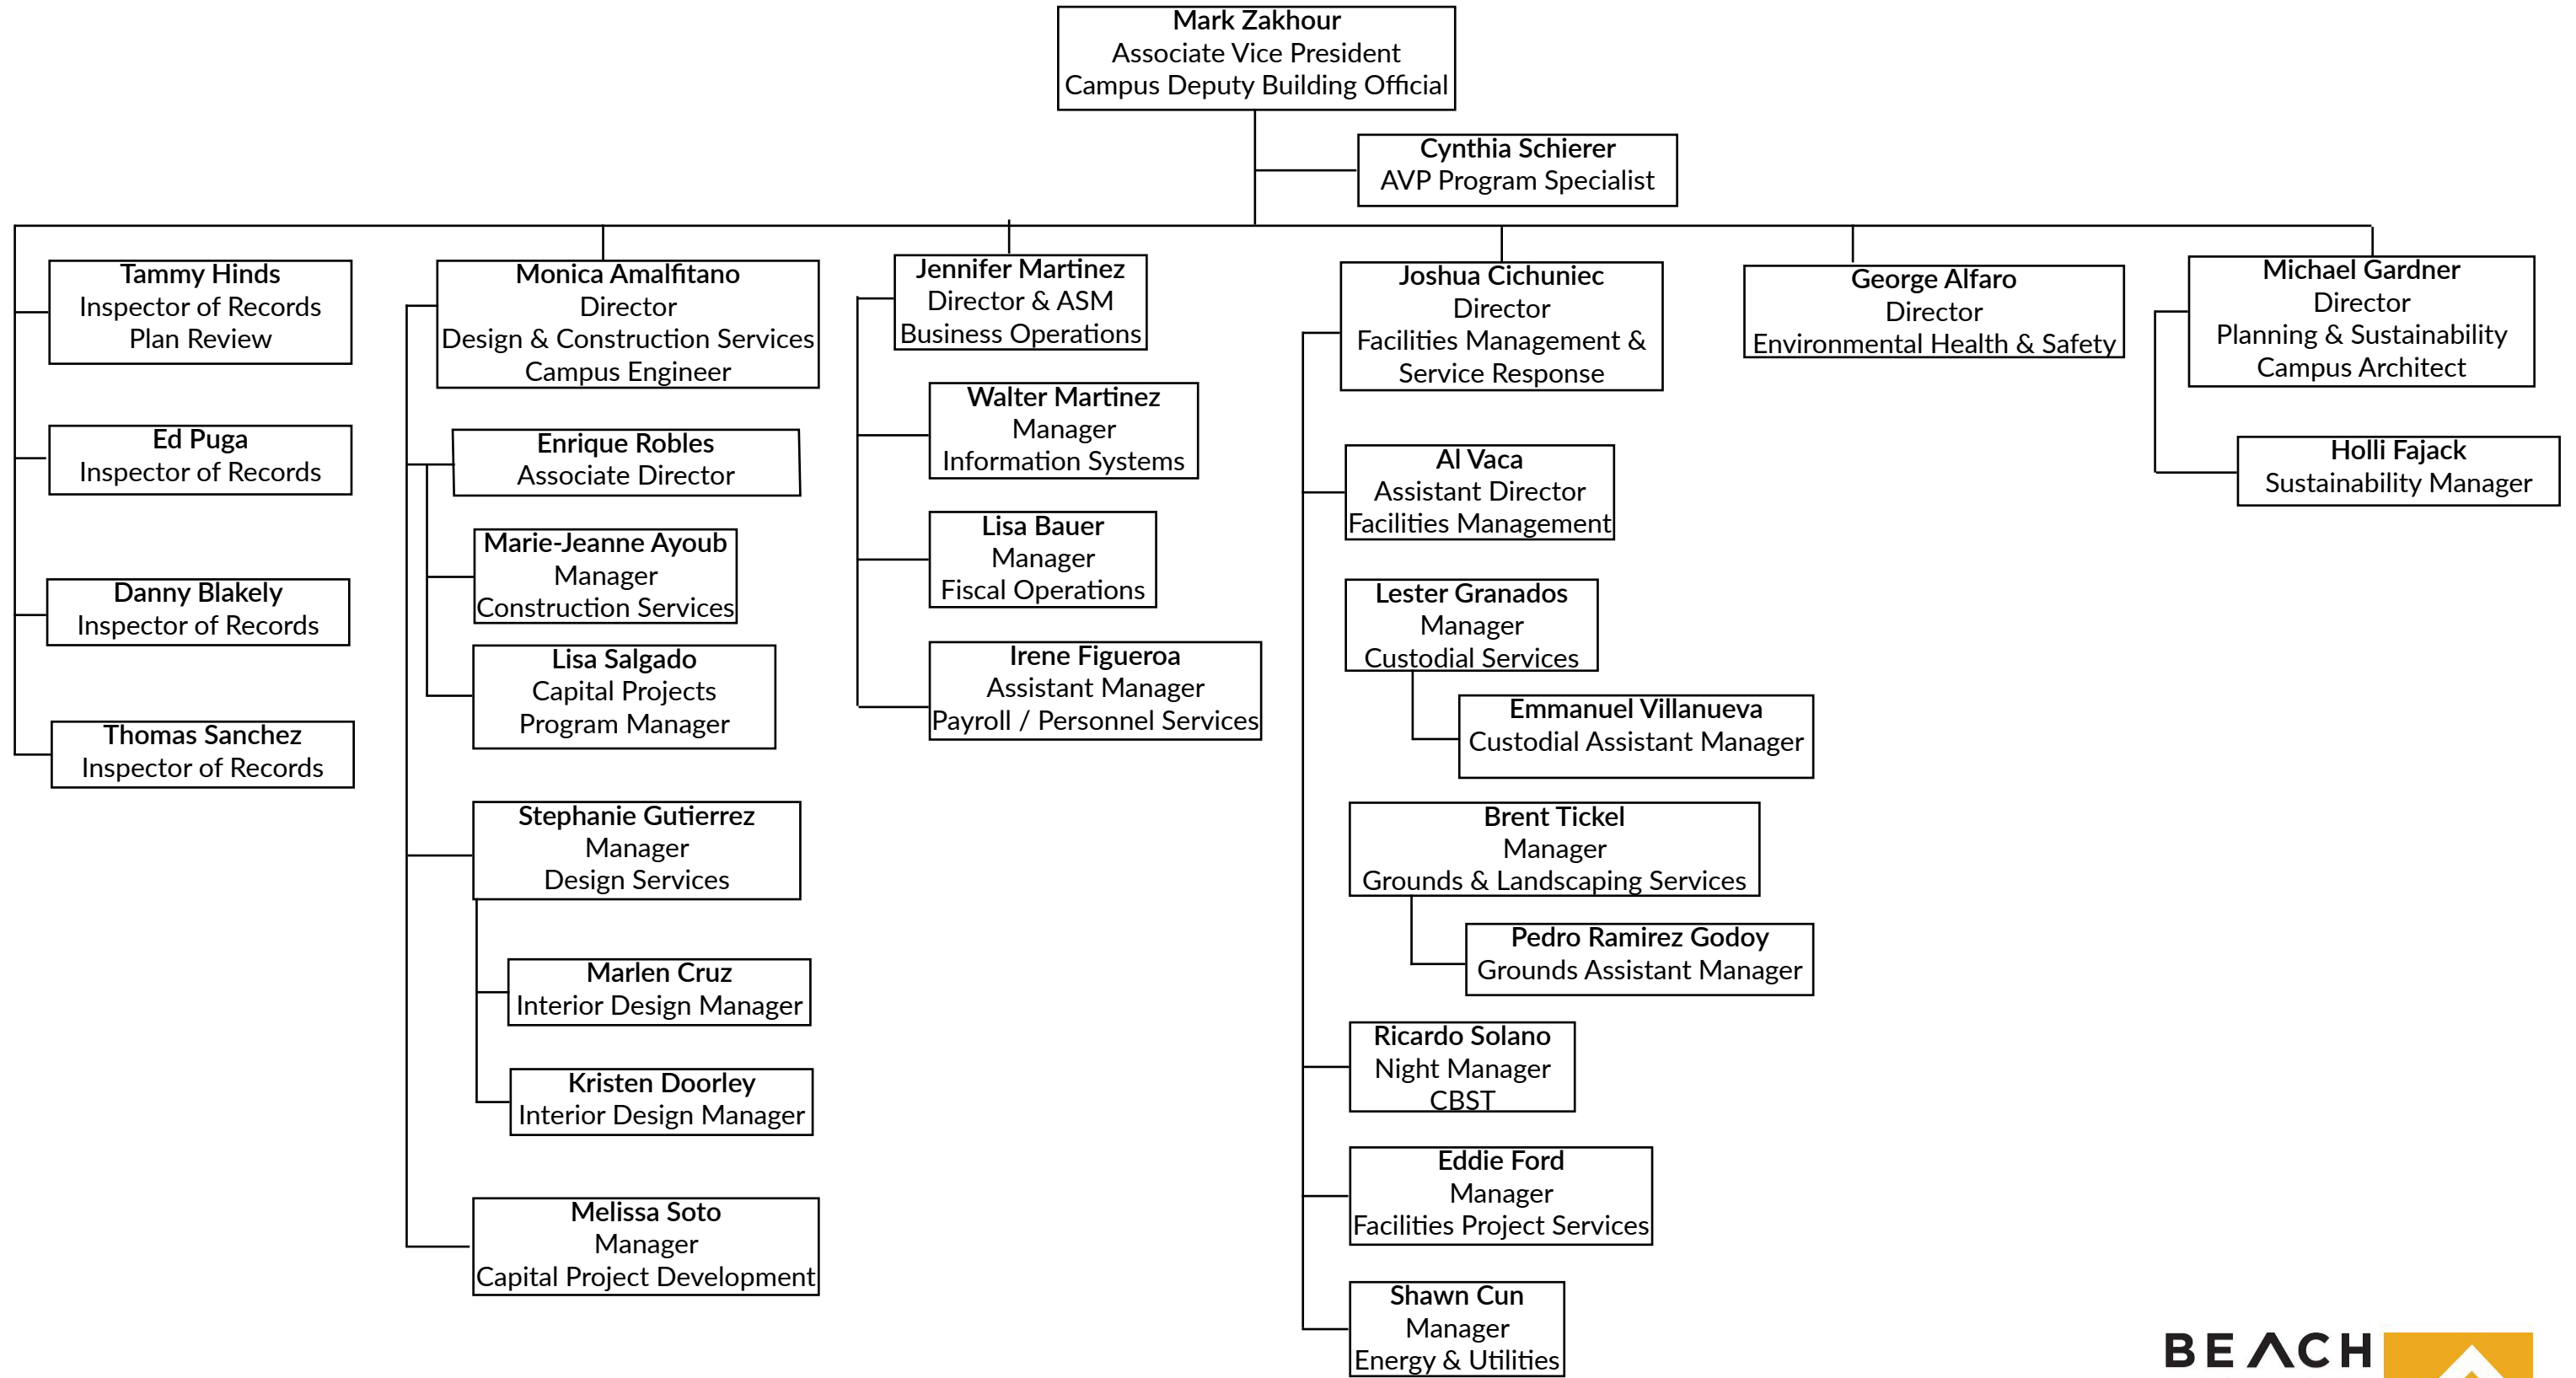 Mark Zakhour
Associate Vice President
Campus Deputy Building Official
Cynthia Schierer
AVP Program Specialist
Tammy Hinds
Inspector of Records
Plan Review
Ed Puga
Inspector of Records
Danny Blakely
Inspector of Records
Thomas Sanchez
Inspector of Records
Monica Amalfitano
Director
Design & Construction Services
Campus Engineer
Enrique Robles
Associate Director
Marie-Jeanne Ayoub
Manager
Construction Services
Lisa Salgado
Capital Projects
Program Manager
Stephanie Gutierrez
Manager
Design Services
Marlen Cruz
Interior Design Manager
Kristen Doorley
Interior Design Manager
Melissa Soto
Manager
Capital Project Development
Jennifer Martinez
Director & ASM
Business Operations
Walter Martinez
Manager
Information Systems
Lisa Bauer
Manager
Fiscal Operations
Irene Figueroa
Assistant Manager
Payroll / Personnel Services
Joshua Cichuniec
Director
Facilities Management &
Service Response
Al Vaca
Assistant Director
Facilities Management
Lester Granados
Manager
Custodial Services
Emmanuel Villanueva
Custodial Assistant Manager
Brent Tickel
Manager
Grounds & Landscaping Services
Pedro Ramirez Godoy
Grounds Assistant Manager
Ricardo Solano
Night Manager
CBST
Eddie Ford
Manager
Facilities Project Services
Shawn Cun
Manager
Energy & Utilities
George Alfaro
Director
Environmental Health & Safety
Michael Gardner
Director
Planning & Sustainability
Campus Architect
Holli Fajack
Sustainability Manager
BEACH